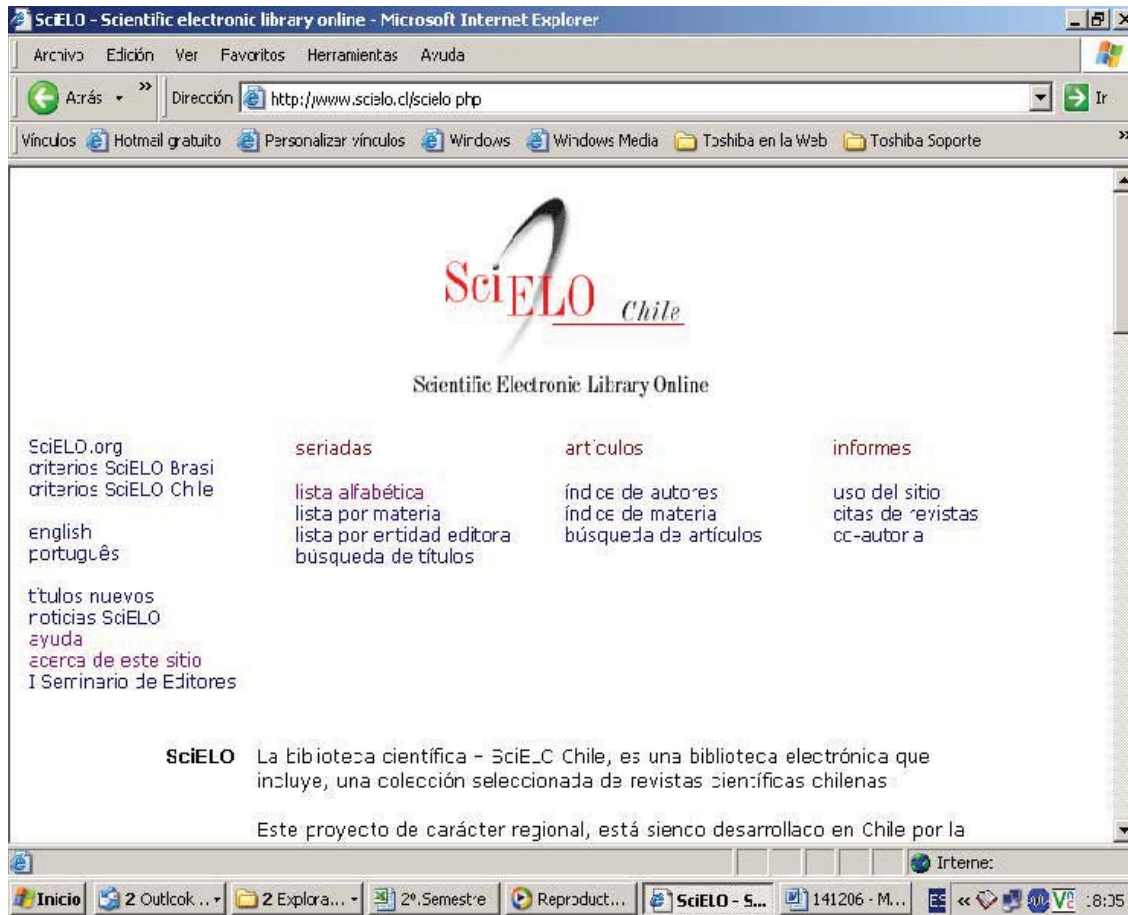 SciELO - Scientific electronic library online - Microsoft Internet Explorer
Archivo Edición Ver Favoritos Herramientas Ayuda
Atrás » Dirección http://www.scielo.cl/scielo.php Ir
Vínculos Hotmail gratuito Personalizar vínculos Windows Windows Media Toshiba en la Web Toshiba Soporte »
SciELO Chile
Scientific Electronic Library Online
SciELO.org
criterios SciELO Brasi
criterios SciELO Chile
english
português
títulos nuevos
noticias SciELO
ayuda
acerca de este sitio
I Seminario de Editores
seriadas
lista alfabética
lista por materia
lista por entidad editora
búsqueda de títulos
artículos
índice de autores
índice de materia
búsqueda de artículos
informes
uso del sitio
citas de revistas
co-autoria
SciELO La biblioteca científica – SciELO Chile, es una biblioteca electrónica que
incluye, una colección seleccionada de revistas científicas chilenas
Este proyecto de carácter regional, está siendo desarrollado en Chile por la
Internet
Inicio 2 Outlook ... 2 Explora... 2º.Semestre Reproduct... SciELO - S... 141206 - M... ES « 18:05